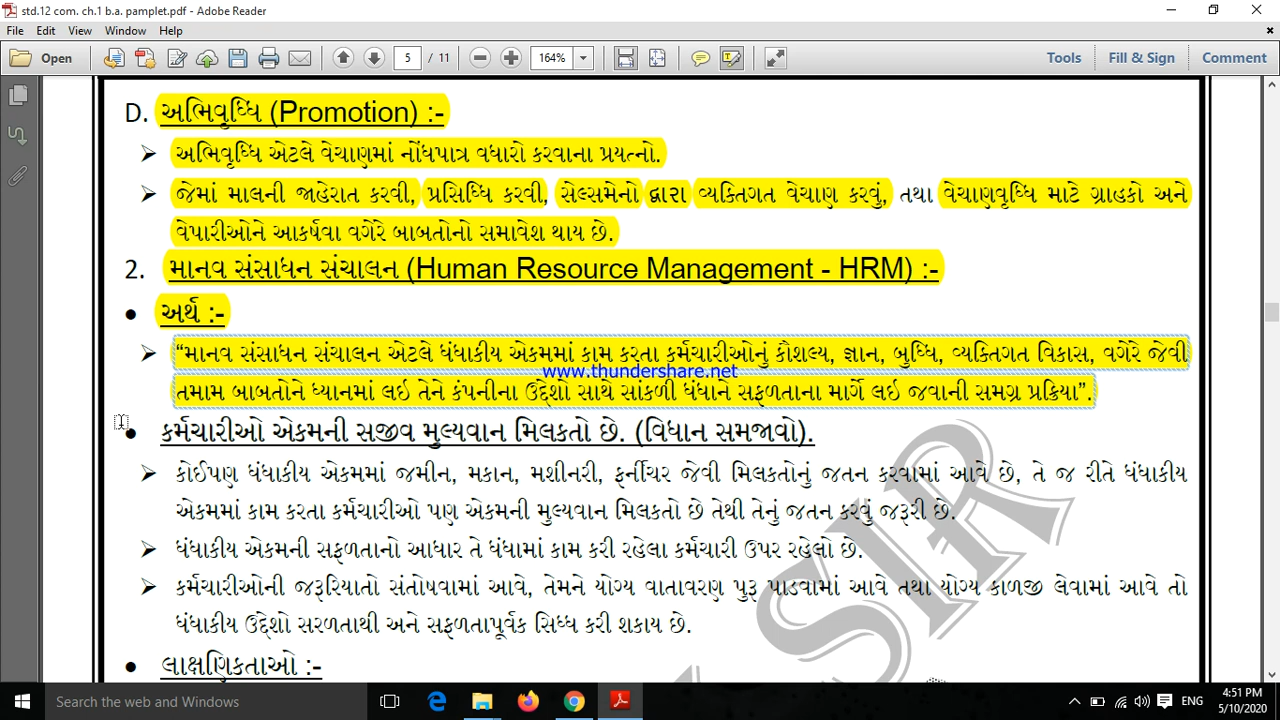 std.12 com. ch.1 b.a. pamplet.pdf - Adobe Reader
File Edit View Window Help
Open 5 / 11 164% Tools Fill & Sign Comment
D. અભિવૃધ્ધિ (Promotion) :-
➢ અભિવૃધ્ધિ એટલે વેચાણમાં નોંધપાત્ર વધારો કરવાના પ્રયત્નો.
➢ જેમાં માલની જાહેરાત કરવી, પ્રસિધ્ધિ કરવી, સેલ્સમેનો દ્વારા વ્યક્તિગત વેચાણ કરવું, તથા વેચાણવૃધ્ધિ માટે ગ્રાહકો અને
વેપારીઓને આકર્ષવા વગેરે બાબતોનો સમાવેશ થાય છે.
2. માનવ સંસાધન સંચાલન (Human Resource Management - HRM) :-
• અર્થ :-
➢ “માનવ સંસાધન સંચાલન એટલે ધંધાકીય એકમમાં કામ કરતા કર્મચારીઓનું કૌશલ્ય, જ્ઞાન, બુધ્ધિ, વ્યક્તિગત વિકાસ, વગેરે જેવી
www.thundershare.net
તમામ બાબતોને ધ્યાનમાં લઇ તેને કંપનીના ઉદ્દેશો સાથે સાંકળી ધંધાને સફળતાના માર્ગે લઇ જવાની સમગ્ર પ્રક્રિયા”.
• કર્મચારીઓ એકમની સજીવ મુલ્યવાન મિલકતો છે. (વિધાન સમજાવો).
➢ કોઈપણ ધંધાકીય એકમમાં જમીન, મકાન, મશીનરી, ફર્નીચર જેવી મિલકતોનું જતન કરવામાં આવે છે, તે જ રીતે ધંધાકીય
એકમમાં કામ કરતા કર્મચારીઓ પણ એકમની મુલ્યવાન મિલકતો છે તેથી તેનું જતન કરવું જરૂરી છે.
➢ ધંધાકીય એકમની સફળતાનો આધાર તે ધંધામાં કામ કરી રહેલા કર્મચારી ઉપર રહેલો છે.
➢ કર્મચારીઓની જરૂરિયાતો સંતોષવામાં આવે, તેમને યોગ્ય વાતાવરણ પુરૂ પાડવામાં આવે તથા યોગ્ય કાળજી લેવામાં આવે તો
ધંધાકીય ઉદ્દેશો સરળતાથી અને સફળતાપૂર્વક સિધ્ધ કરી શકાય છે.
• લાક્ષણિકતાઓ :-
SIR
Search the web and Windows
ENG
4:51 PM
5/10/2020